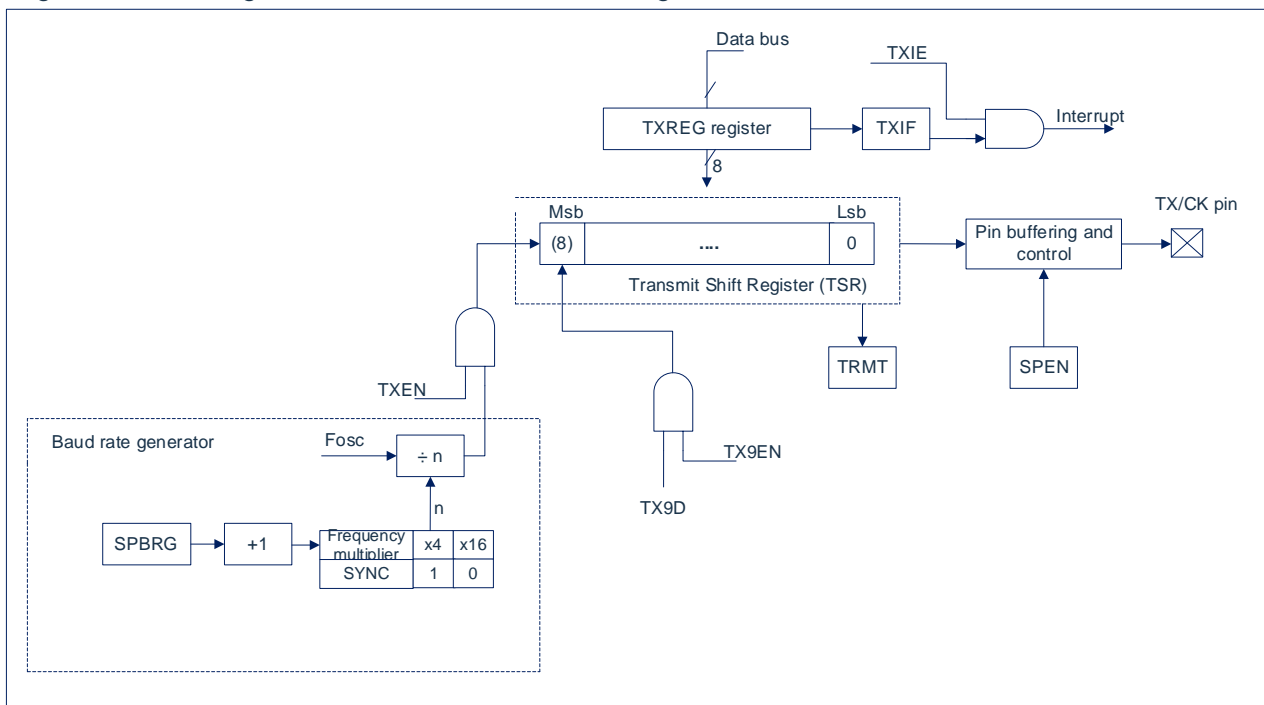 Data bus
TXIE
TXREG register
TXIF
Interrupt
8
Msb
Lsb
TX/CK pin
(8)
....
0
Pin buffering and
control
Transmit Shift Register (TSR)
TRMT
SPEN
TXEN
Baud rate generator
Fosc
÷ n
TX9EN
TX9D
n
SPBRG
+1
Frequency
multiplier
x4
x16
SYNC
1
0